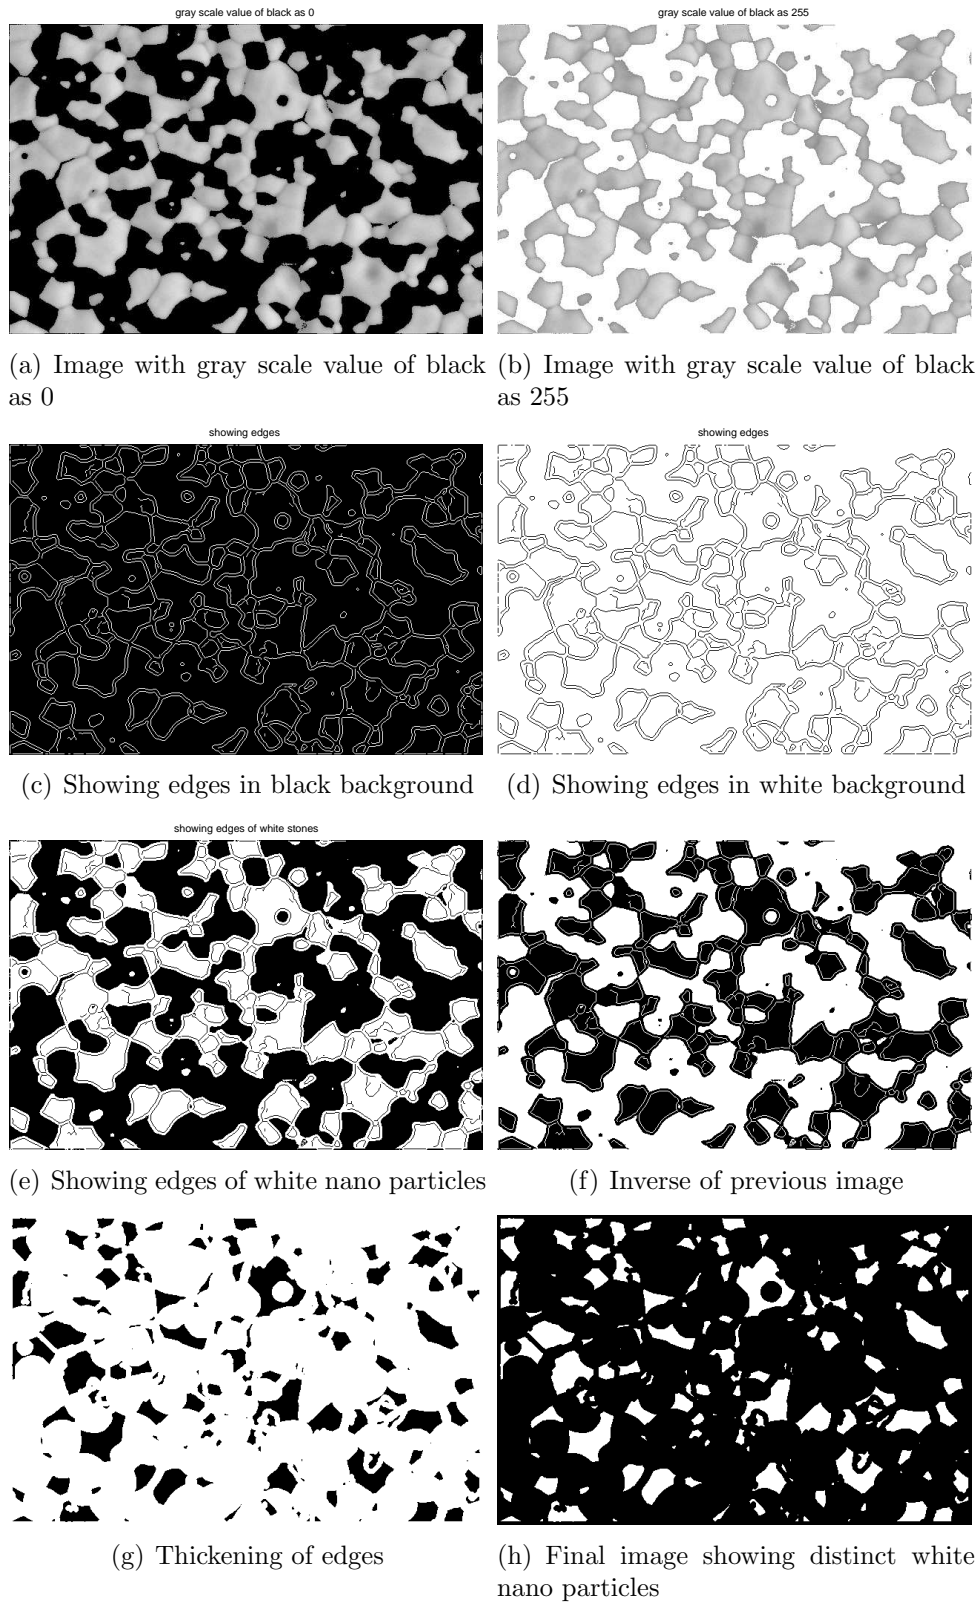 gray scale value of black as 0
gray scale value of black as 255
(a) Image with gray scale value of black
as 0
(b) Image with gray scale value of black
as 255
showing edges
showing edges
(c) Showing edges in black background
(d) Showing edges in white background
showing edges of white stones
(e) Showing edges of white nano particles
(f) Inverse of previous image
(g) Thickening of edges
(h) Final image showing distinct white
nano particles